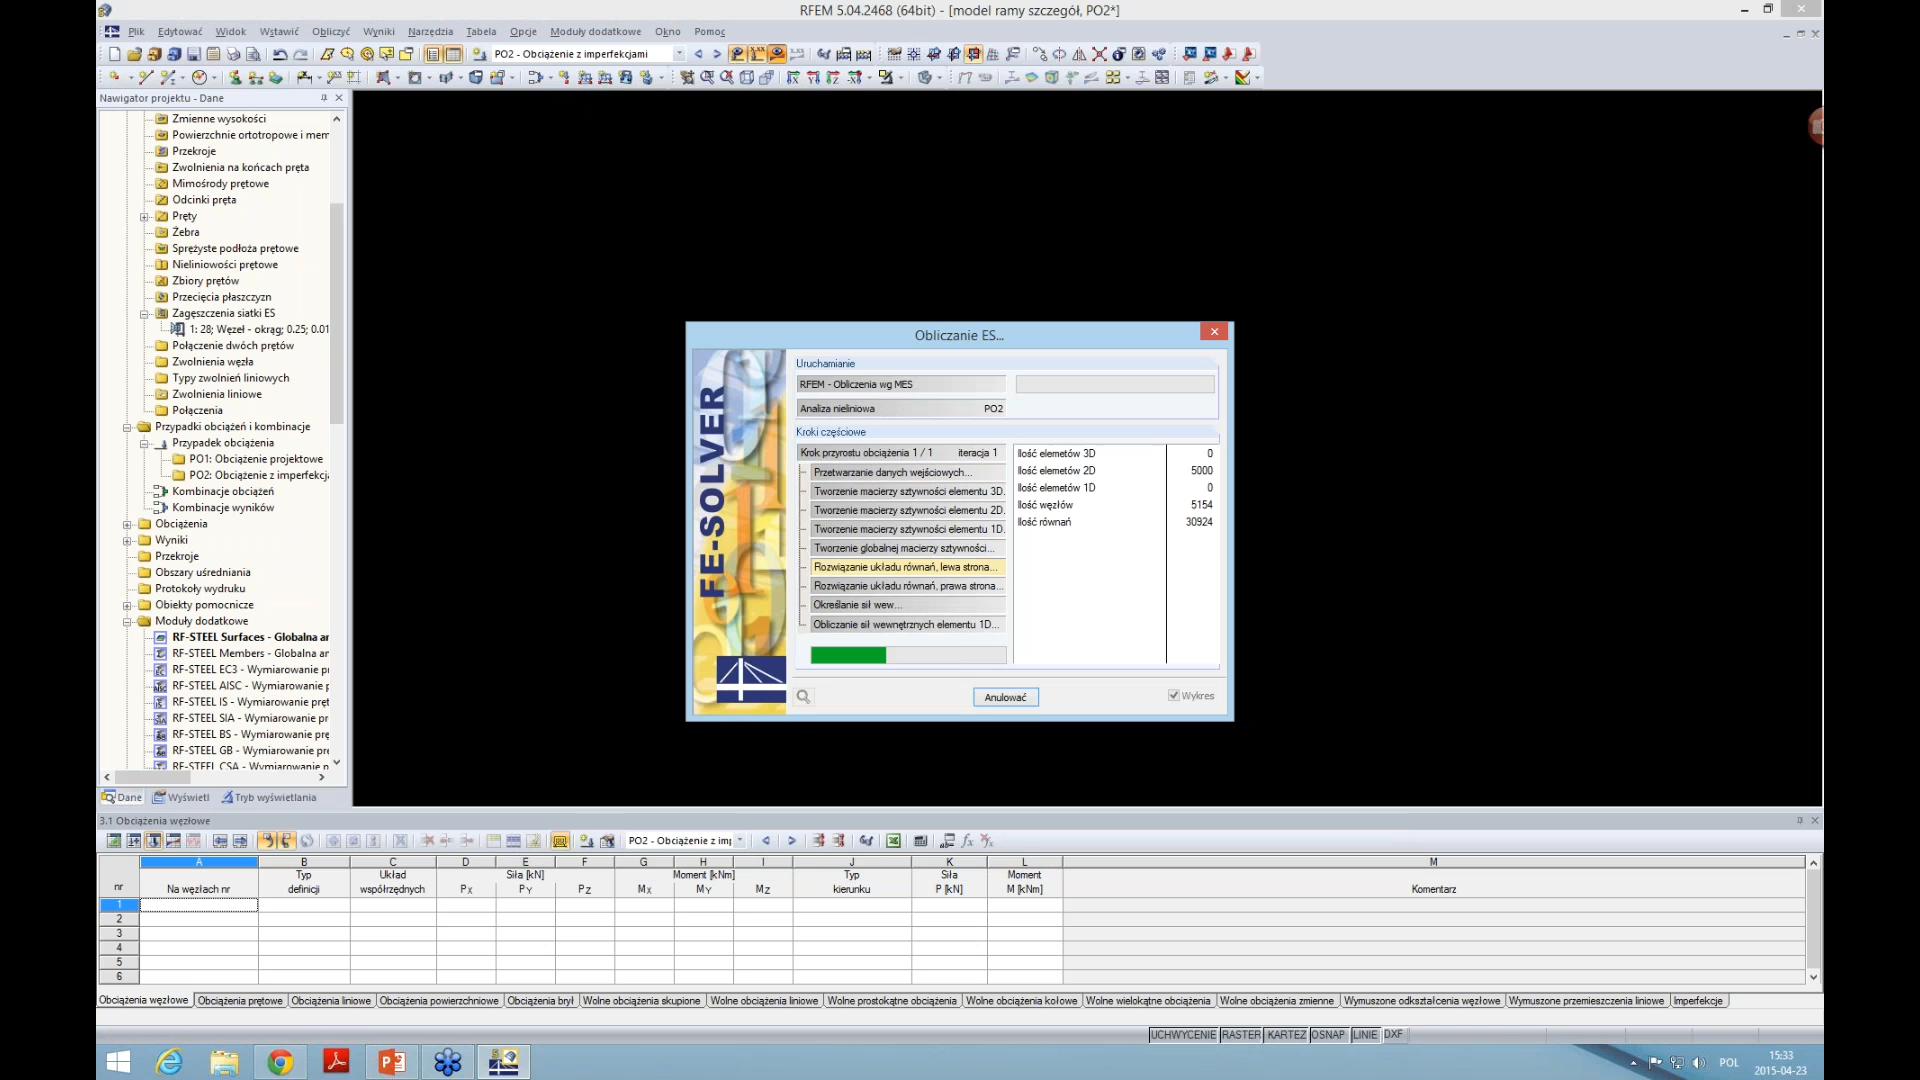 RFEM 5.04.2468 (64bit) - [model ramy szczegół, PO2*]
Plik Edytować Widok Wstawić Obliczyć Wyniki Narzędzia Tabela Opcje Moduły dodatkowe Okno Pomoc
PO2 - Obciążenie z imperfekcjami
Nawigator projektu - Dane
Zmienne wysokości
Powierzchnie ortotropowe i mem
Przekroje
Zwolnienia na końcach pręta
Mimośrody prętowe
Odcinki pręta
Pręty
Żebra
Sprężyste podłoża prętowe
Nieliniowości prętowe
Zbiory prętów
Przecięcia płaszczyzn
Zagęszczenia siatki ES
1: 28; Węzeł - okrąg; 0.25; 0.01
Połączenie dwóch prętów
Zwolnienia węzła
Typy zwolnień liniowych
Zwolnienia liniowe
Połączenia
Przypadki obciążeń i kombinacje
Przypadek obciążenia
PO1: Obciążenie projektowe
PO2: Obciążenie z imperfekcj
Kombinacje obciążeń
Kombinacje wyników
Obciążenia
Wyniki
Przekroje
Obszary uśredniania
Protokoły wydruku
Obiekty pomocnicze
Moduły dodatkowe
RF-STEEL Surfaces - Globalna an
RF-STEEL Members - Globalna an
RF-STEEL EC3 - Wymiarowanie pr
RF-STEEL AISC - Wymiarowanie p
RF-STEEL IS - Wymiarowanie pręt
RF-STEEL SIA - Wymiarowanie pr
RF-STEEL BS - Wymiarowanie prę
RF-STEEL GB - Wymiarowanie prę
RF-STEEL CSA - Wymiarowanie p
Dane Wyświetl Tryb wyświetlania
Obliczanie ES...
FE-SOLVER
Uruchamianie
RFEM - Obliczenia wg MES
Analiza nieliniowa PO2
Kroki częściowe
Krok przyrostu obciążenia 1 / 1 iteracja 1
Przetwarzanie danych wejściowych...
Tworzenie macierzy sztywności elementu 3D.
Tworzenie macierzy sztywności elementu 2D.
Tworzenie macierzy sztywności elementu 1D.
Tworzenie globalnej macierzy sztywności...
Rozwiązanie układu równań, lewa strona...
Rozwiązanie układu równań, prawa strona...
Określanie sił wew...
Obliczanie sił wewnętrznych elementu 1D...
Ilość elemetów 3D 0
Ilość elemetów 2D 5000
Ilość elemetów 1D 0
Ilość węzłów 5154
Ilość równań 30924
Anulować
Wykres
3.1 Obciążenia węzłowe
PO2 - Obciążenie z imp
A B C D E F G H I J K L M
nr Na węzłach nr Typ definicji Układ współrzędnych Siła [kN] PX PY PZ Moment [kNm] MX MY MZ Typ kierunku Siła P [kN] Moment M [kNm] Komentarz
1
2
3
4
5
6
Obciążenia węzłowe Obciążenia prętowe Obciążenia liniowe Obciążenia powierzchniowe Obciążenia brył Wolne obciążenia skupione Wolne obciążenia liniowe Wolne prostokątne obciążenia Wolne obciążenia kołowe Wolne wielokątne obciążenia Wolne obciążenia zmienne Wymuszone odkształcenia węzłowe Wymuszone przemieszczenia liniowe Imperfekcje
UCHWYCENIE RASTER KARTEZ OSNAP LINIE DXF
POL 15:33
2015-04-23